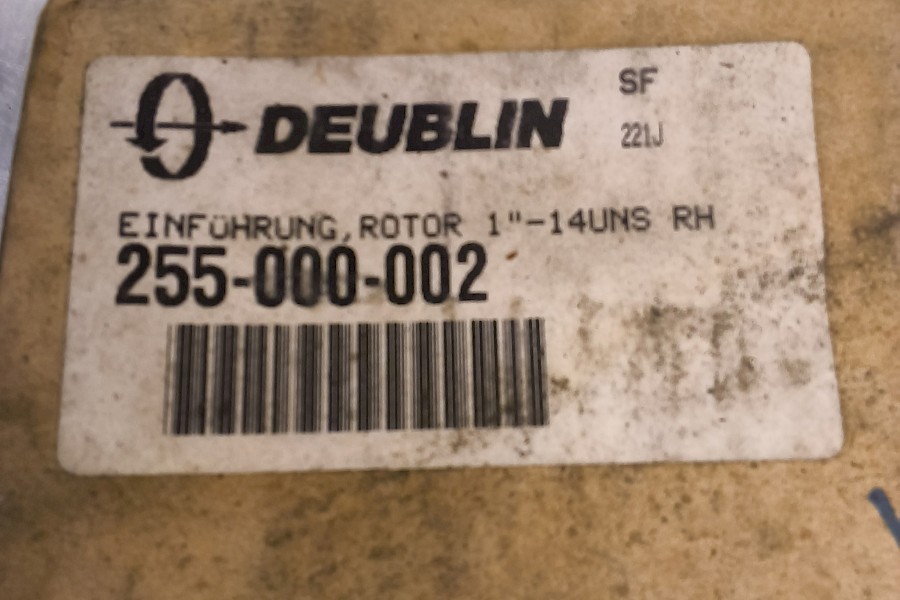 DEUBLIN
SF
221J
EINFÜHRUNG,ROTOR 1"-14UNS RH
255-000-002